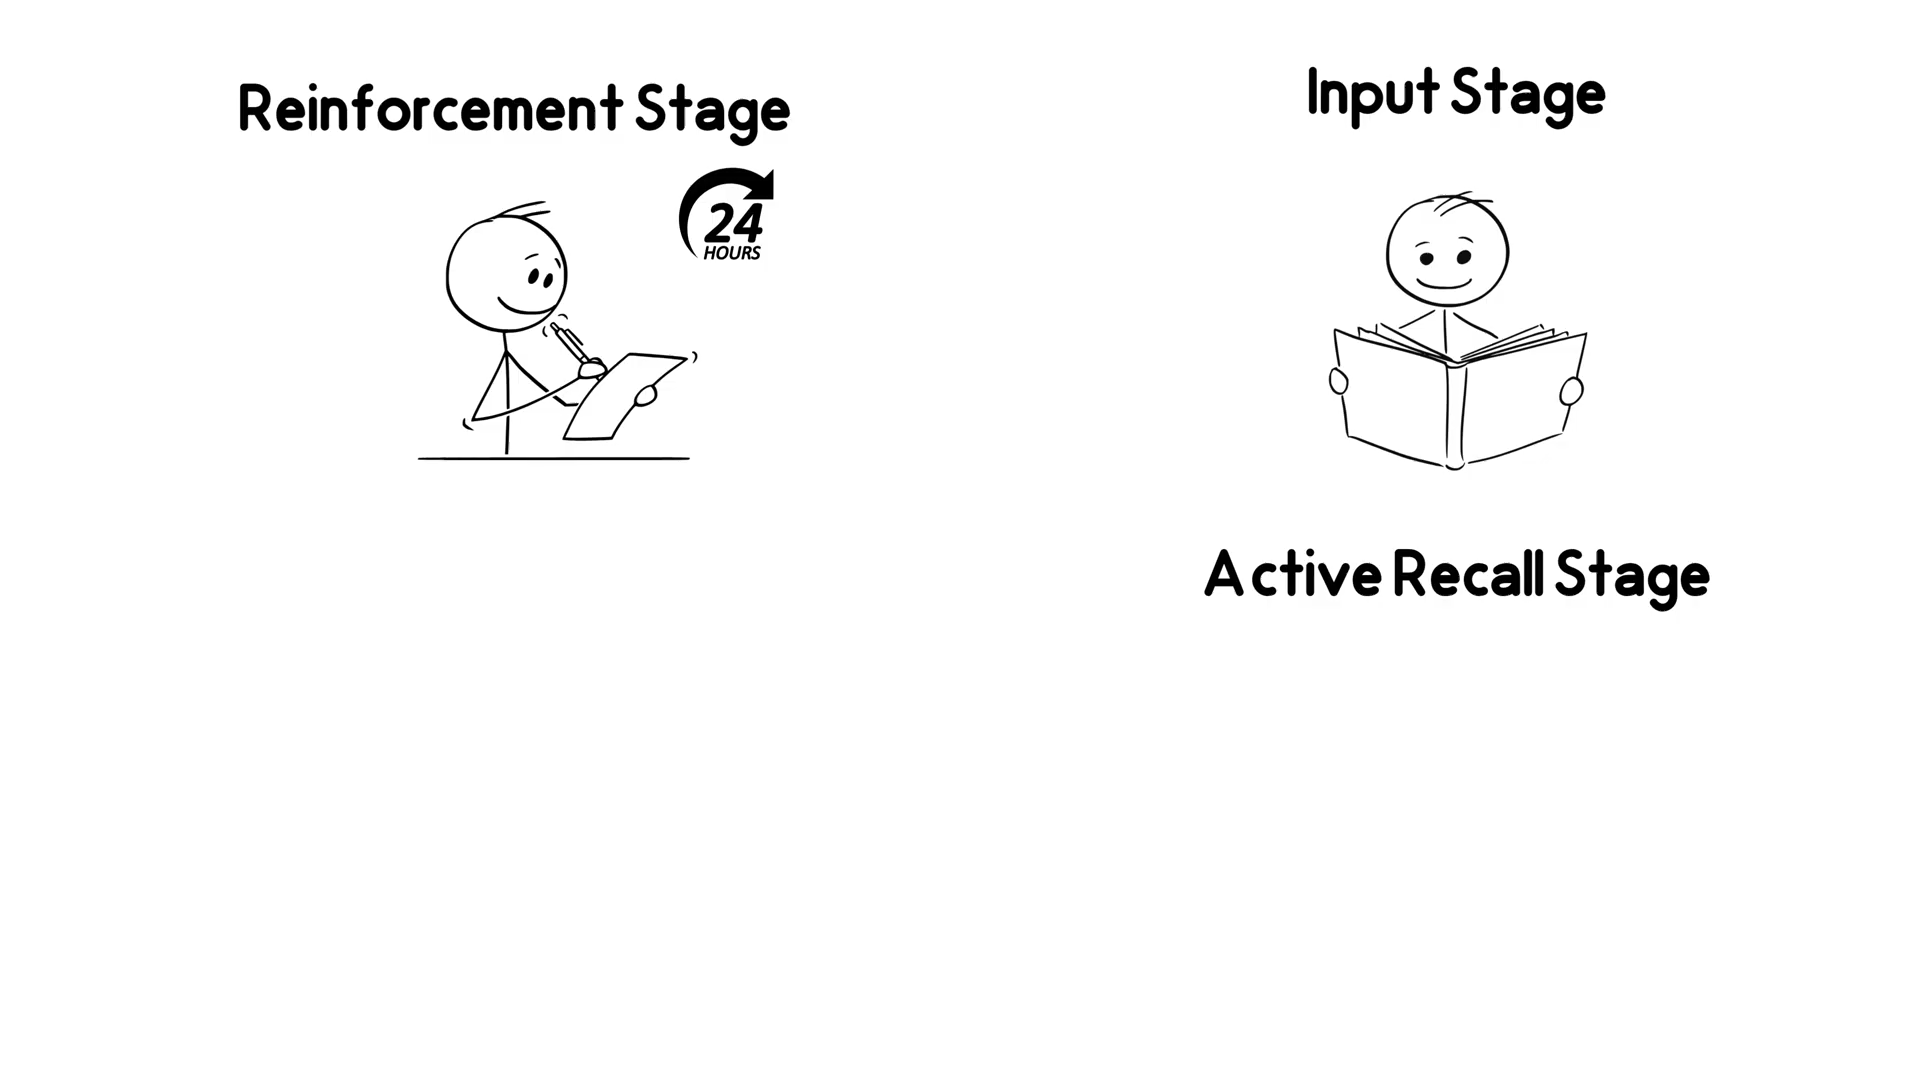 Reinforcement Stage
24
HOURS
Input Stage
Active Recall Stage